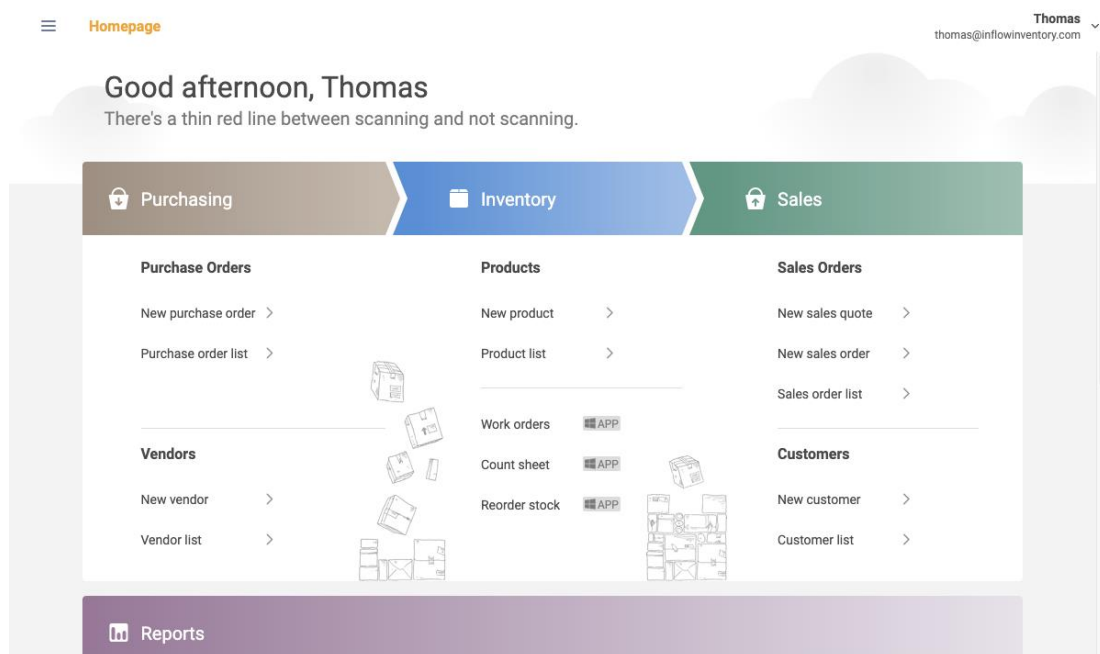 Homepage
Thomas
thomas@inflowinventory.com
Good afternoon, Thomas
There's a thin red line between scanning and not scanning.
Purchasing
Inventory
Sales
Purchase Orders
New purchase order
Purchase order list
Vendors
New vendor
Vendor list
Products
New product
Product list
Work orders APP
Count sheet APP
Reorder stock APP
Sales Orders
New sales quote
New sales order
Sales order list
Customers
New customer
Customer list
Reports